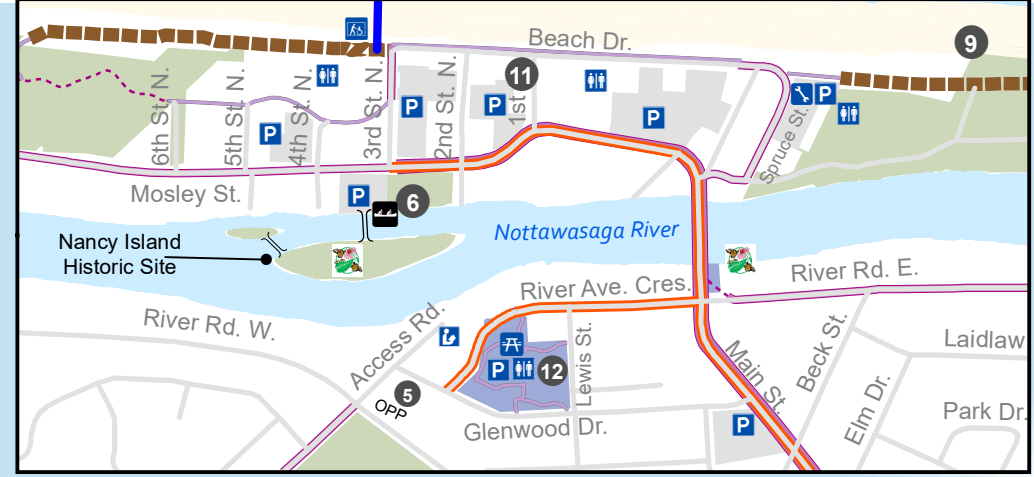 Beach Dr.
9
11
P
P
P
P
P
6th St. N.
5th St. N.
4th St. N.
3rd St. N.
2nd St. N.
1st
Spruce St.
Mosley St.
P
6
Nottawasaga River
Nancy Island
Historic Site
River Rd. E.
River Ave. Cres.
River Rd. W.
Access Rd.
Lewis St.
Main St.
Beck St.
Laidlaw
P
12
5
OPP
Glenwood Dr.
P
Elm Dr.
Park Dr.